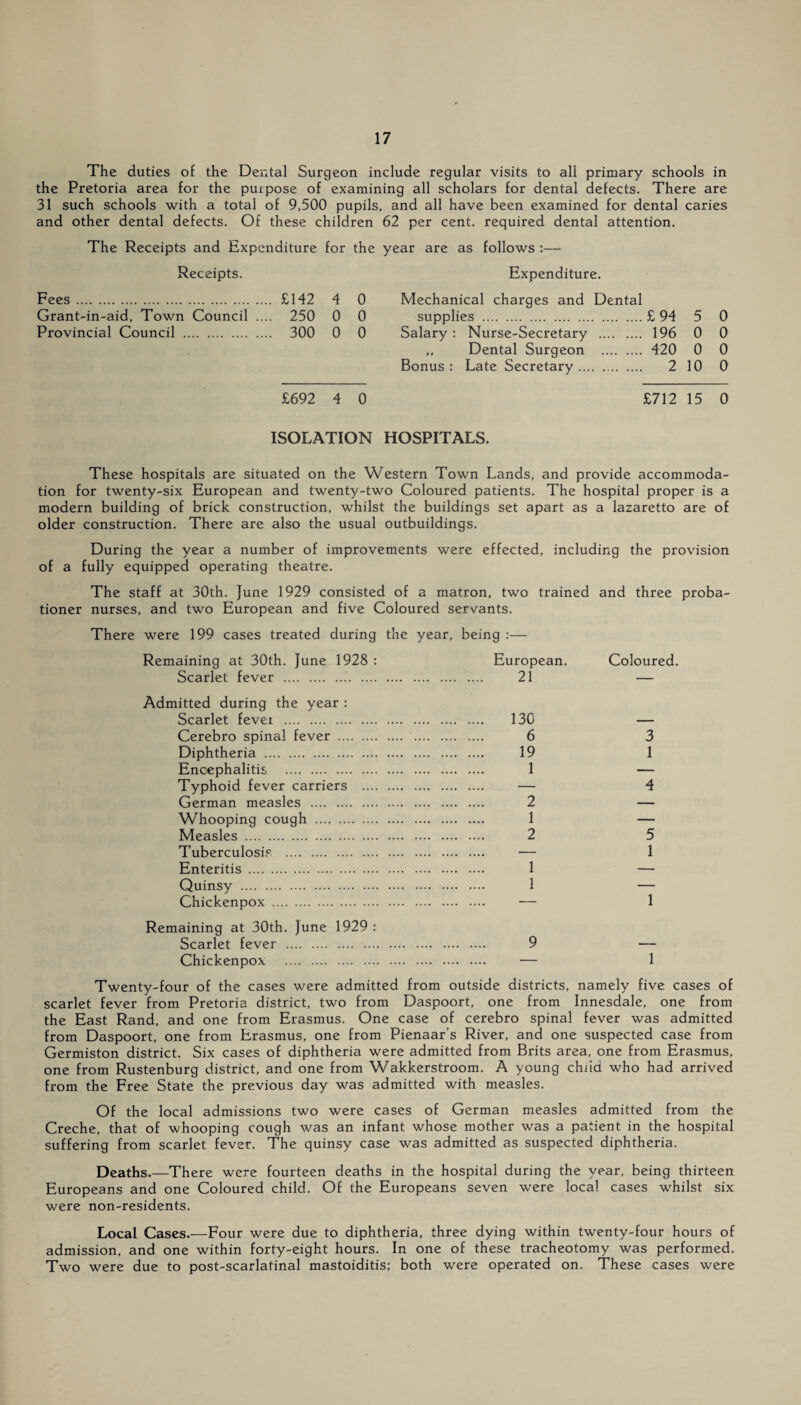 17
The duties of the Dental Surgeon include regular visits to all primary schools in
the Pretoria area for the purpose of examining all scholars for dental defects. There are
31 such schools with a total of 9,500 pupils, and all have been examined for dental caries
and other dental defects. Of these children 62 per cent. required dental attention.
The Receipts and Expenditure for the year are as follows :—
Receipts. Expenditure.
Fees .... .... .... .... .... .... .... .... £142 4 0 Mechanical charges and Dental
Grant-in-aid, Town Council .... 250 0 0 supplies .... .... .... .... .... .... .... £ 94 5 0
Provincial Council .... .... .... .... 300 0 0 Salary : Nurse-Secretary .... .... 196 0 0
,, Dental Surgeon .... .... 420 0 0
Bonus : Late Secretary .... .... .... 2 10 0
£692 4 0 £712 15 0
ISOLATION HOSPITALS.
These hospitals are situated on the Western Town Lands, and provide accommoda-
tion for twenty-six European and twenty-two Coloured patients. The hospital proper is a
modern building of brick construction, whilst the buildings set apart as a lazaretto are of
older construction. There are also the usual outbuildings.
During the year a number of improvements were effected, including the provision
of a fully equipped operating theatre.
The staff at 30th. June 1929 consisted of a matron, two trained and three proba-
tioner nurses, and two European and five Coloured servants.
There were 199 cases treated during the year, being :—
Remaining at 30th. June 1928 : European. Coloured.
Scarlet fever .... .... .... .... .... .... .... .... 21 —
Admitted during the year :
Scarlet fever .... .... .... .... .... .... .... .... 130 —
Cerebro spinal fever .... .... .... .... .... .... 6 3
Diphtheria .... .... .... .... .... .... .... .... .... 19 1
Encephalitis .... .... .... .... .... .... .... .... 1 —
Typhoid fever carriers .... .... .... .... .... — 4
German measles .... .... .... .... .... .... .... 2 —
Whooping cough .... .... .... .... .... .... .... 1 —
Measles .... .... .... .... .... .... .... .... .... 2 5
Tuberculosis .... .... .... .... .... .... .... .... — 1
Enteritis .... .... .... .... .... .... .... .... .... 1 —
Quinsy .... .... .... .... .... .... .... .... .... 1 —
Chickenpox .... .... .... .... .... .... .... .... — 1
Remaining at 30th. June 1929 :
Scarlet fever .... .... .... .... .... .... .... .... 9 —
Chickenpox .... .... .... .... .... .... .... .... — 1
Twenty-four of the cases were admitted from outside districts, namely five cases of
scarlet fever from Pretoria district, two from Daspoort, one from Innesdale, one from
the East Rand, and one from Erasmus. One case of cerebro spinal fever was admitted
from Daspoort, one from Erasmus, one from Pienaar's River, and one suspected case from
Germiston district. Six cases of diphtheria were admitted from Brits area, one from Erasmus,
one from Rustenburg district, and one from Wakkerstroom. A young child who had arrived
from the Free State the previous day was admitted with measles.
Of the local admissions two were cases of German measles admitted from the
Creche, that of whooping cough was an infant whose mother was a patient in the hospital
suffering from scarlet fever. The quinsy case was admitted as suspected diphtheria.
Deaths.—There were fourteen deaths in the hospital during the year, being thirteen
Europeans and one Coloured child. Of the Europeans seven were local cases whilst six
were non-residents.
Local Cases.—Four were due to diphtheria, three dying within twenty-four hours of
admission, and one within forty-eight hours. In one of these tracheotomy was performed.
Two were due to post-scarlatinal mastoiditis; both were operated on. These cases were